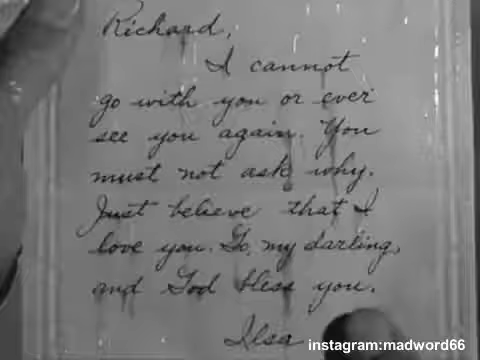 Richard,
I cannot
go with you or ever
see you again. You
must not ask why.
Just believe that I
love you. Go, my darling,
and God bless you.
Ilsa
instagram:madword66